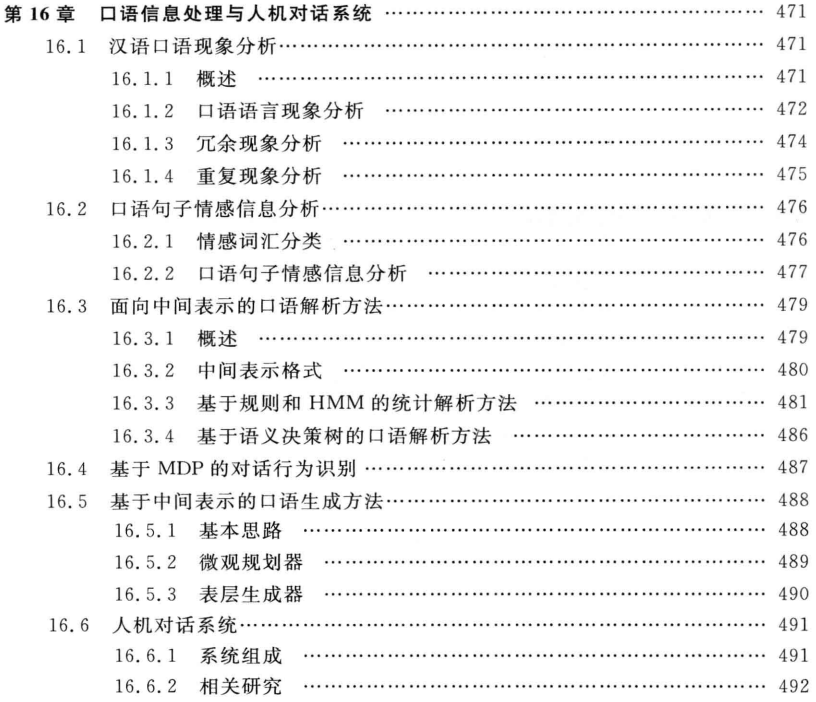 第 16 章 口语信息处理与人机对话系统 …………………………………………… 471
16.1 汉语口语现象分析…………………………………………………………… 471
16.1.1 概述 ……………………………………………………………… 471
16.1.2 口语语言现象分析 ……………………………………………… 472
16.1.3 冗余现象分析 …………………………………………………… 474
16.1.4 重复现象分析 …………………………………………………… 475
16.2 口语句子情感信息分析……………………………………………………… 476
16.2.1 情感词汇分类 …………………………………………………… 476
16.2.2 口语句子情感信息分析 ………………………………………… 477
16.3 面向中间表示的口语解析方法……………………………………………… 479
16.3.1 概述 ……………………………………………………………… 479
16.3.2 中间表示格式 …………………………………………………… 480
16.3.3 基于规则和 HMM 的统计解析方法 …………………………… 481
16.3.4 基于语义决策树的口语解析方法 ……………………………… 486
16.4 基于 MDP 的对话行为识别 ………………………………………………… 487
16.5 基于中间表示的口语生成方法……………………………………………… 488
16.5.1 基本思路 ………………………………………………………… 488
16.5.2 微观规划器 ……………………………………………………… 489
16.5.3 表层生成器 ……………………………………………………… 490
16.6 人机对话系统………………………………………………………………… 491
16.6.1 系统组成 ………………………………………………………… 491
16.6.2 相关研究 ………………………………………………………… 492